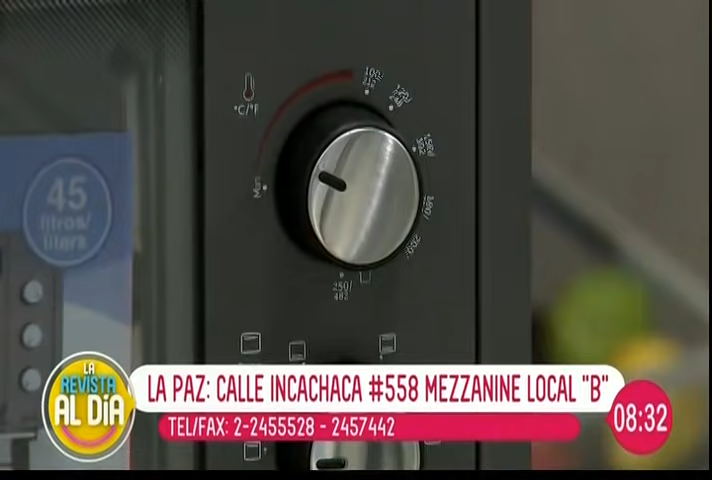 100/
°C/°F
Min
180/
250/
482
45
litros/
liters
LA
REVISTA
AL DíA
LA PAZ: CALLE INCACHACA #558 MEZZANINE LOCAL "B"
TEL/FAX: 2-2455528 - 2457442
08:32